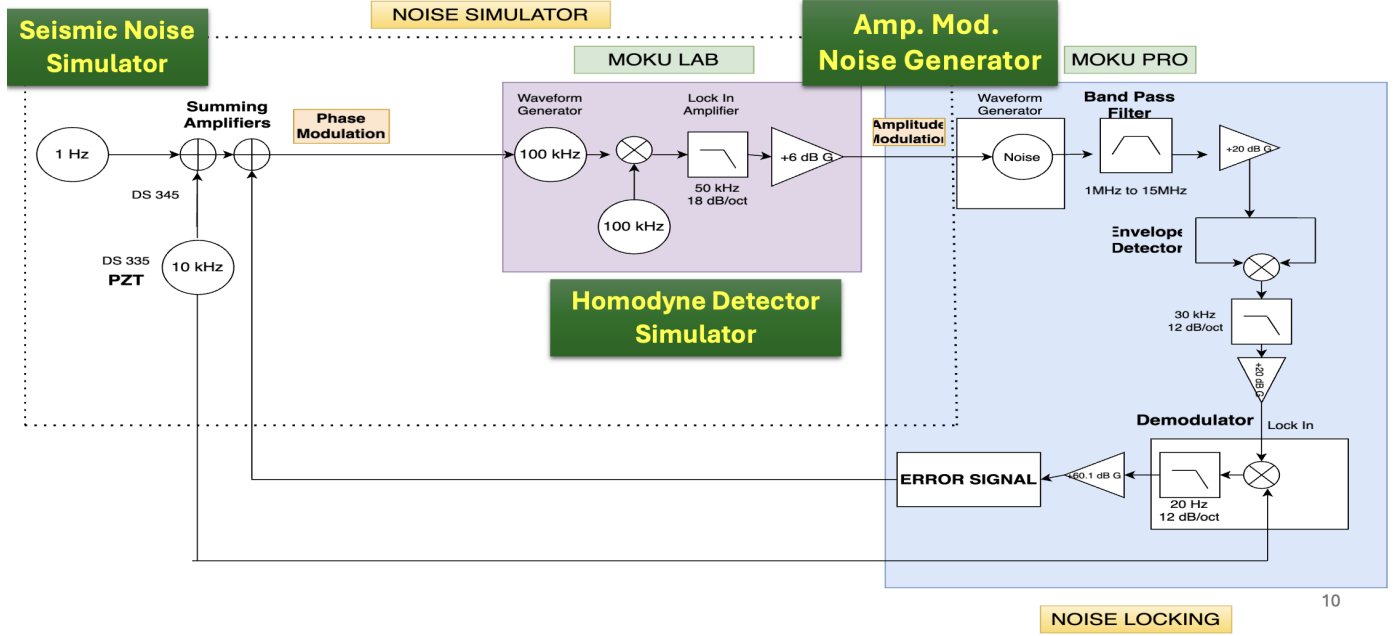 NOISE SIMULATOR
Seismic Noise
Simulator
Amp. Mod.
Noise Generator
MOKU LAB
MOKU PRO
Summing
Amplifiers
Phase
Modulation
Waveform
Generator
Lock In
Amplifier
Amplitude
Modulation
Waveform
Generator
Band Pass
Filter
1 Hz
100 kHz
+6 dB G
Noise
+20 dB G
50 kHz
18 dB/oct
1MHz to 15MHz
DS 345
100 kHz
Envelope
Detector
DS 335
PZT
10 kHz
Homodyne Detector
Simulator
30 kHz
12 dB/oct
+20 dB G
Demodulator
Lock In
ERROR SIGNAL
+60.1 dB G
20 Hz
12 dB/oct
10
NOISE LOCKING